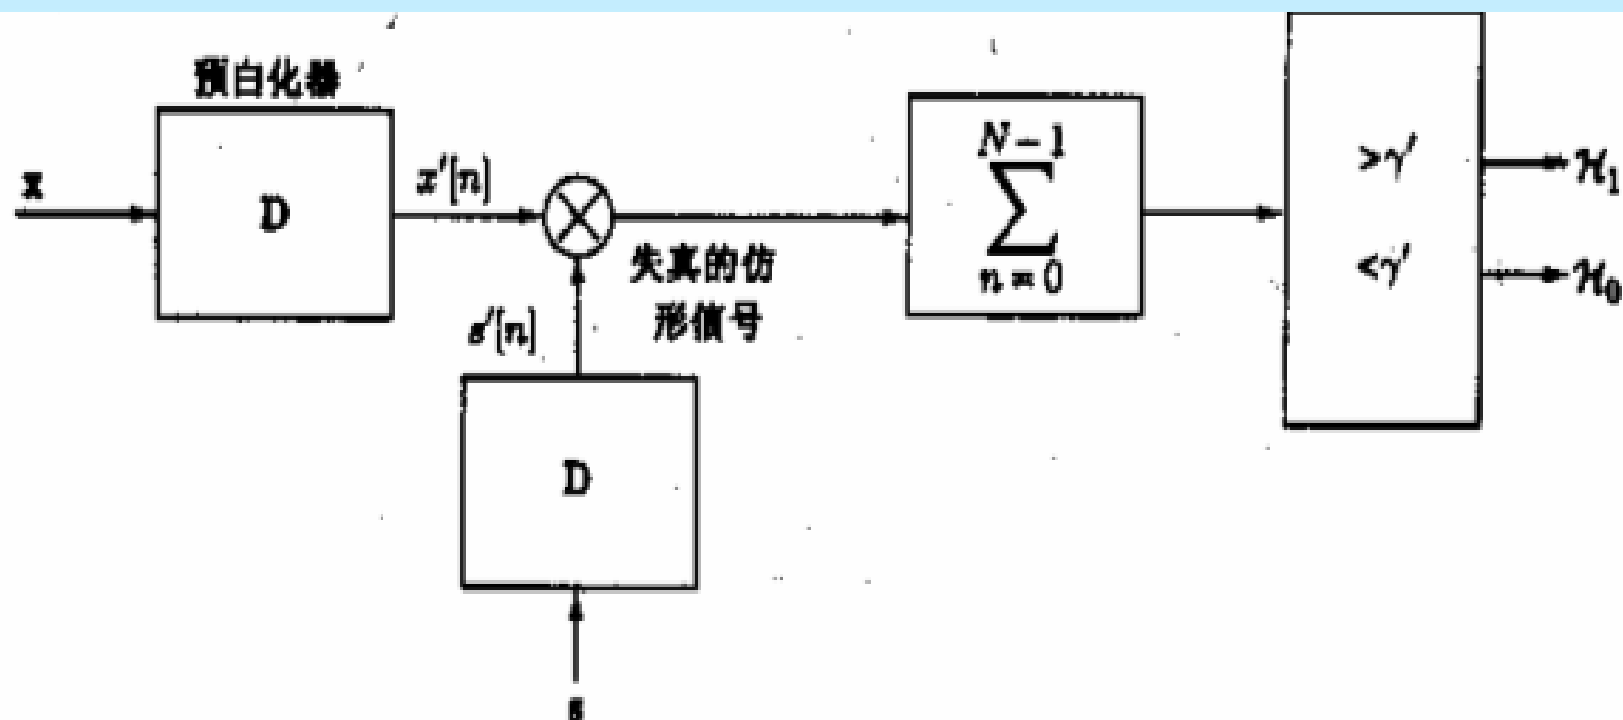 预白化器
x
D
x'[n]
失真的仿
形信号
s'[n]
D
s
N-1
∑
n=0
>γ'
<γ'
ℋ₁
ℋ₀